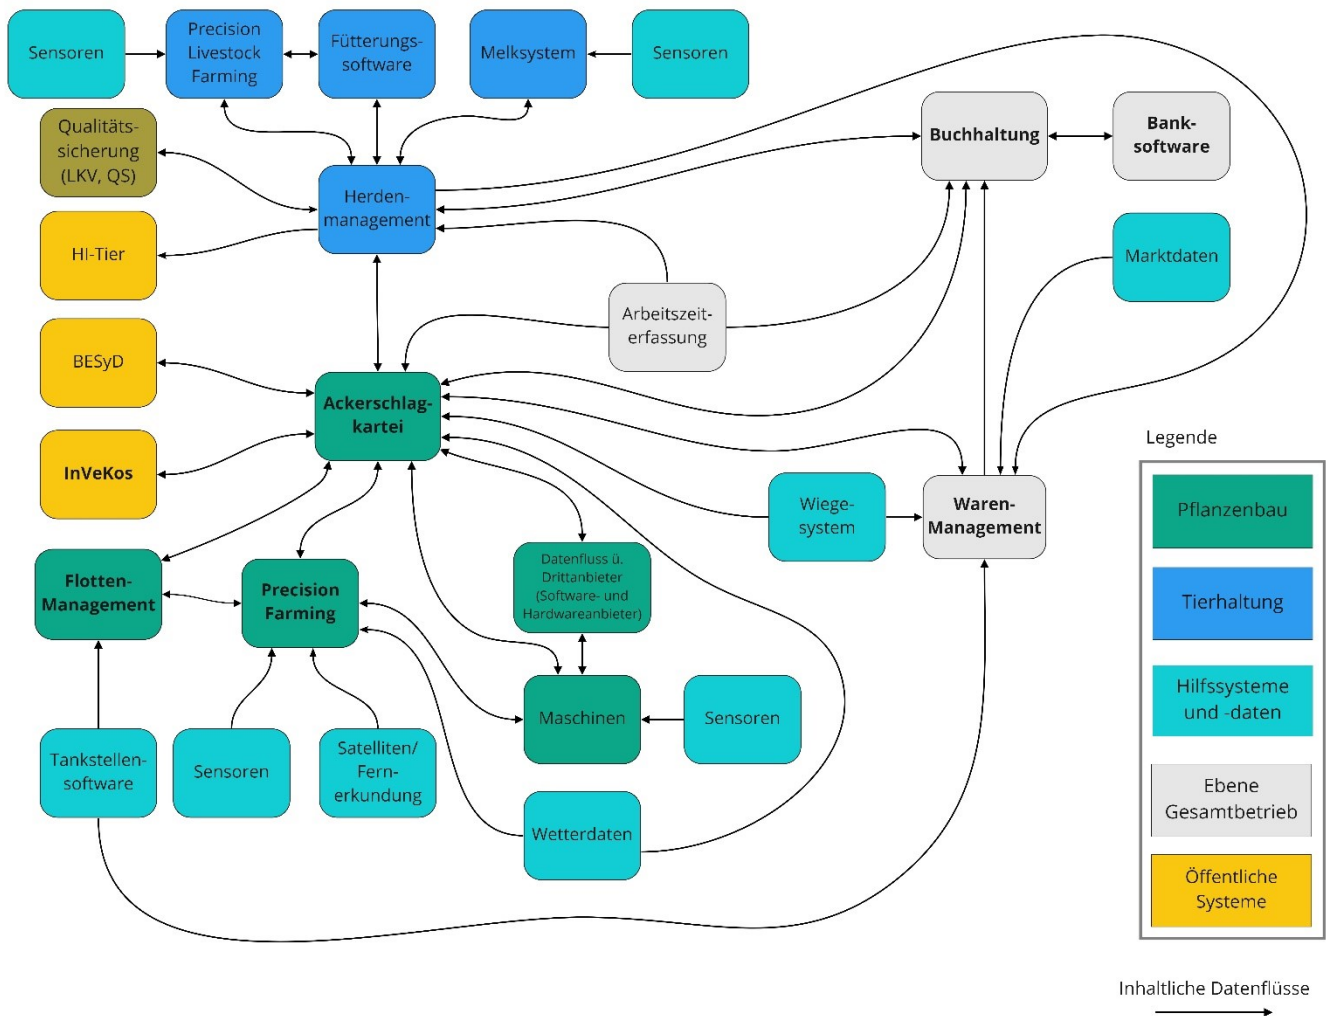 Sensoren
Precision
Livestock
Farming
Fütterungs-
software
Melksystem
Sensoren
Qualitäts-
sicherung
(LKV, QS)
Herden-
management
Buchhaltung
Bank-
software
HI-Tier
Marktdaten
Arbeitszeit-
erfassung
BESyD
Ackerschlag-
kartei
InVeKos
Wiege-
system
Waren-
Management
Flotten-
Management
Precision
Farming
Datenfluss ü.
Drittanbieter
(Software- und
Hardwareanbieter)
Maschinen
Sensoren
Tankstellen-
software
Sensoren
Satelliten/
Fern-
erkundung
Wetterdaten
Legende
Pflanzenbau
Tierhaltung
Hilfssysteme
und -daten
Ebene
Gesamtbetrieb
Öffentliche
Systeme
Inhaltliche Datenflüsse